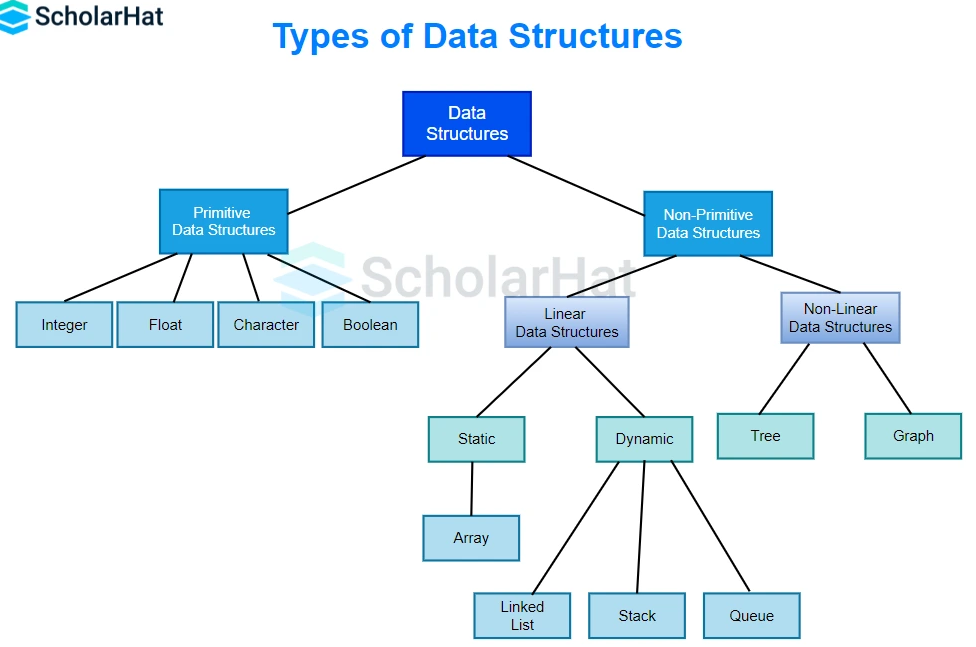 ScholarHat
Types of Data Structures
Data
Structures
Primitive
Data Structures
Non-Primitive
Data Structures
ScholarHat
Integer
Float
Character
Boolean
Linear
Data Structures
Non-Linear
Data Structures
Static
Dynamic
Tree
Graph
Array
Linked
List
Stack
Queue